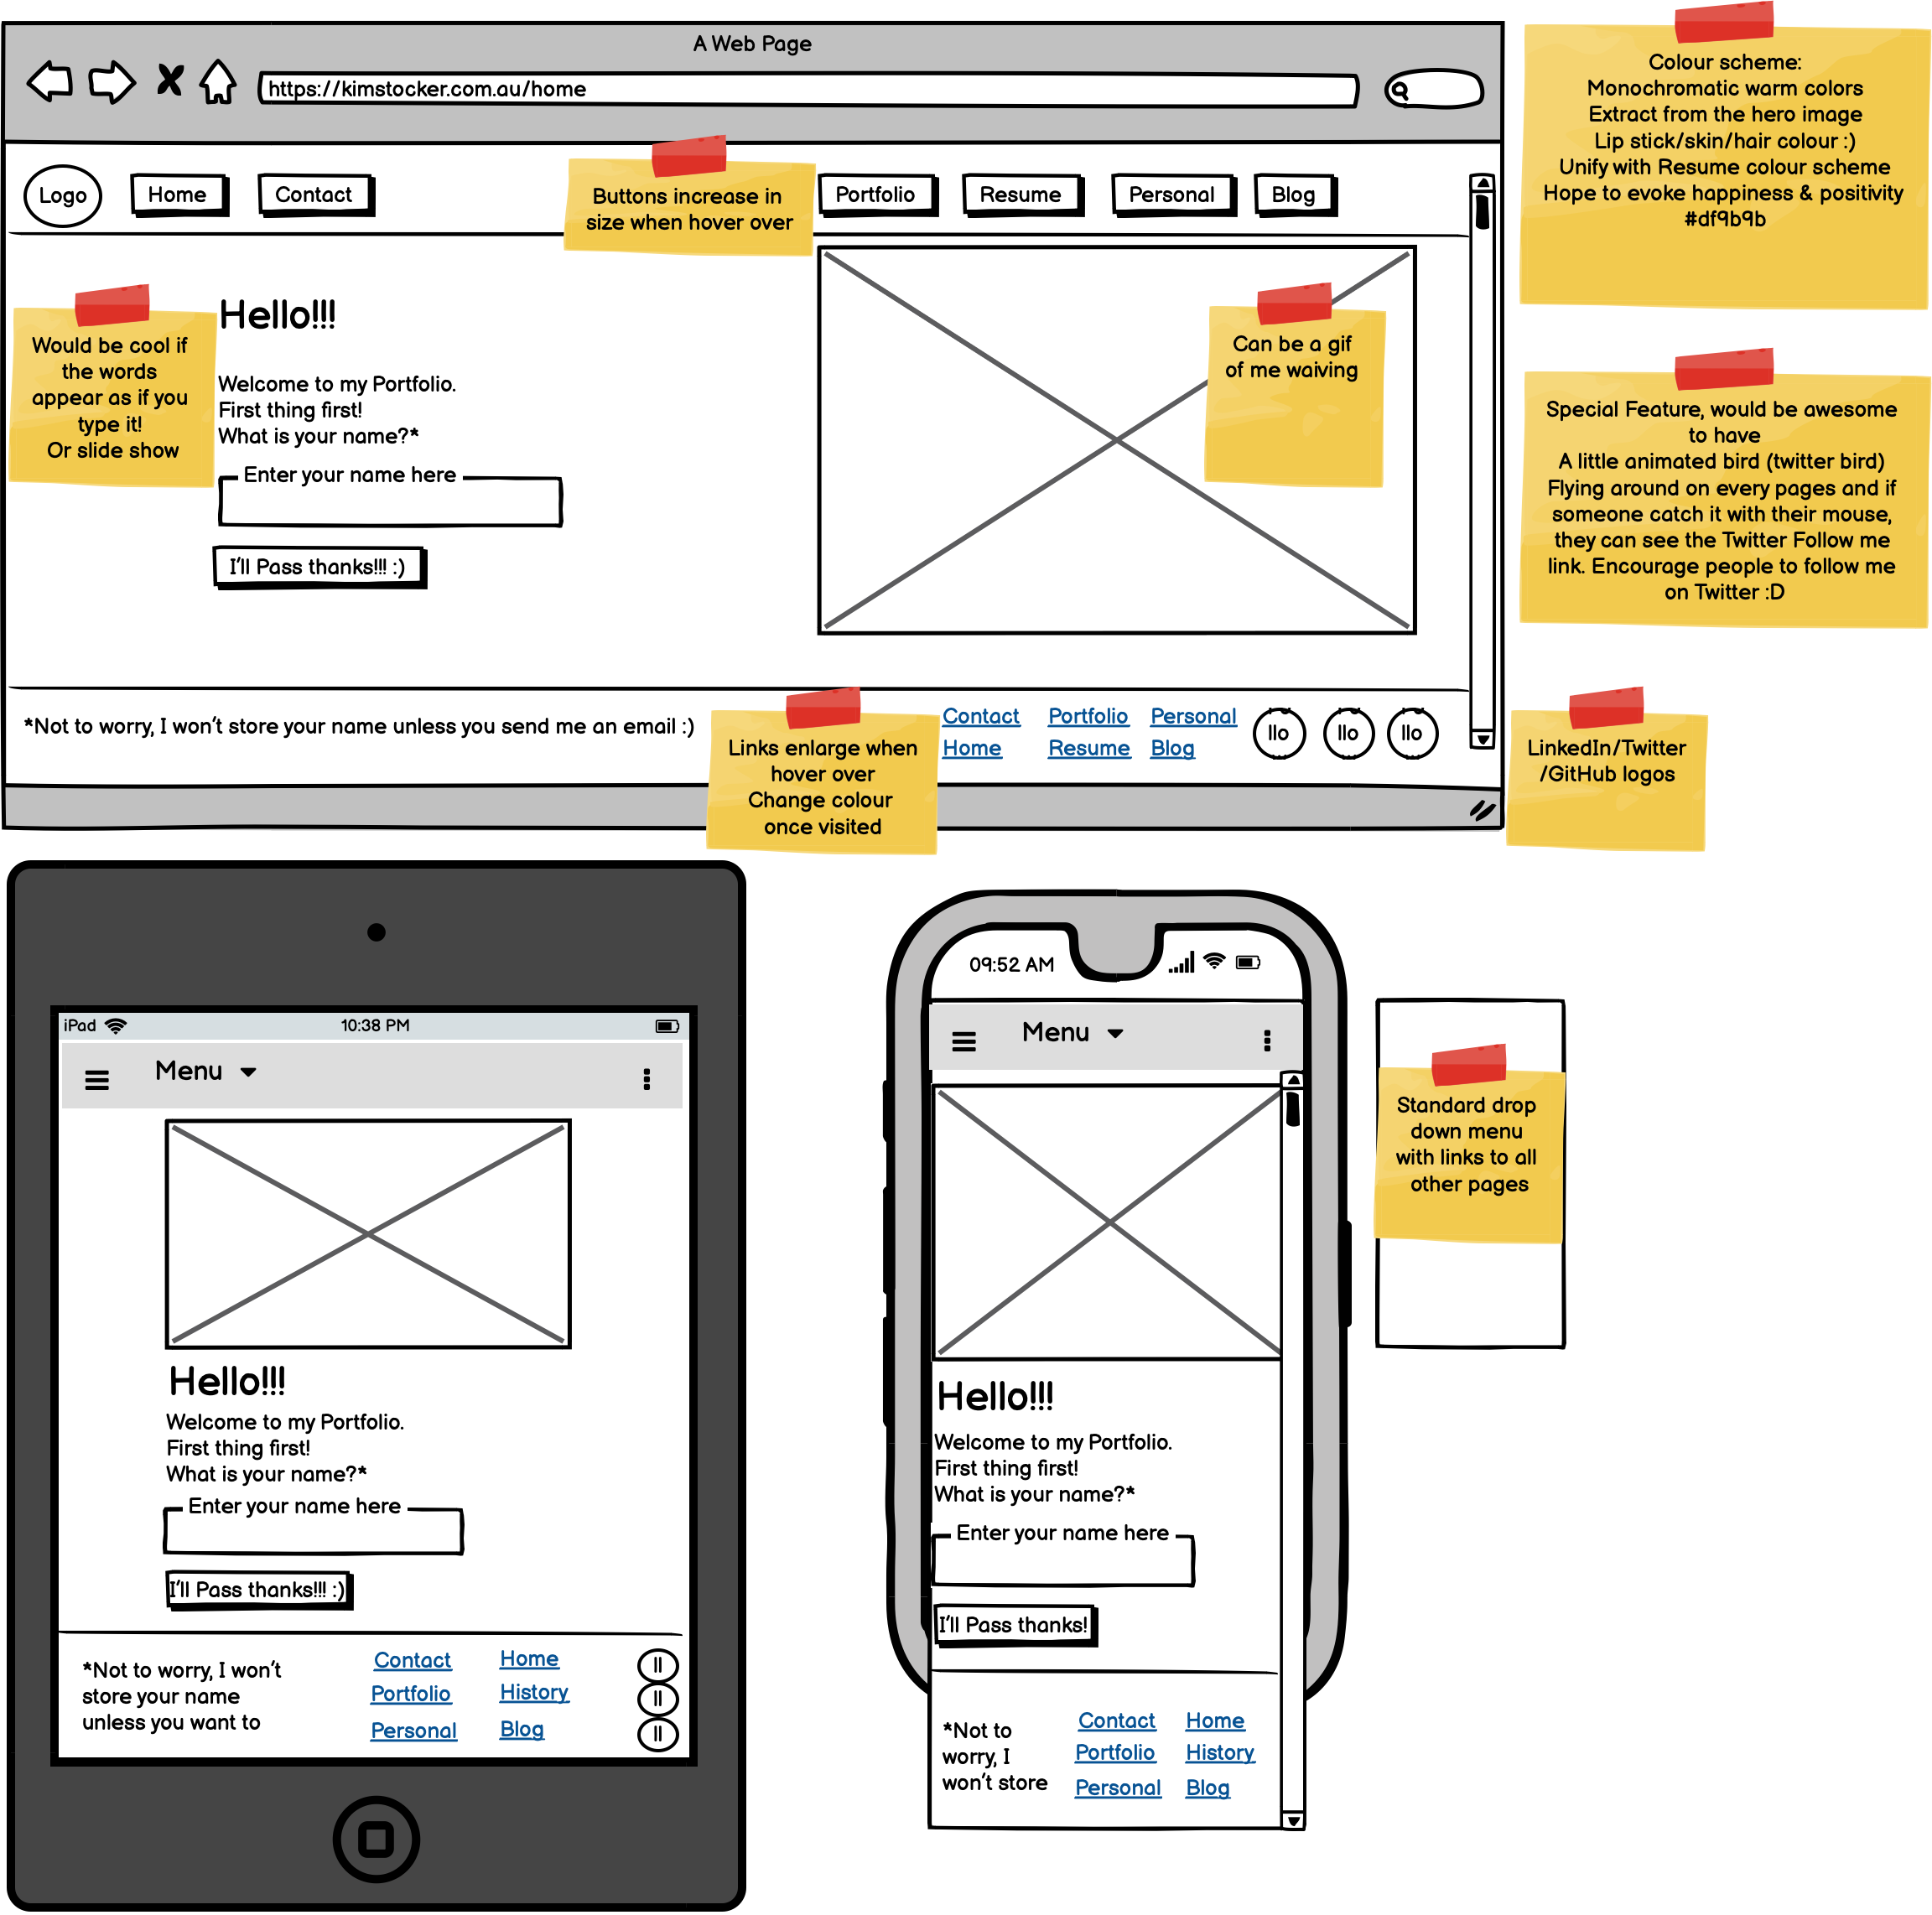 A Web Page
https://kimstocker.com.au/home
Logo
Home
Contact
Buttons increase in
size when hover over
Portfolio
Resume
Personal
Blog
Colour scheme:
Monochromatic warm colors
Extract from the hero image
Lip stick/skin/hair colour :)
Unify with Resume colour scheme
Hope to evoke happiness & positivity
#df9b9b
Would be cool if
the words
appear as if you
type it!
Or slide show
Hello!!!
Welcome to my Portfolio.
First thing first!
What is your name?*
Enter your name here
I'll Pass thanks!!! :)
Can be a gif
of me waiving
Special Feature, would be awesome
to have
A little animated bird (twitter bird)
Flying around on every pages and if
someone catch it with their mouse,
they can see the Twitter Follow me
link. Encourage people to follow me
on Twitter :D
*Not to worry, I won't store your name unless you send me an email :)
Links enlarge when
hover over
Change colour
once visited
Contact
Portfolio
Personal
Home
Resume
Blog
llo
llo
llo
LinkedIn/Twitter
/GitHub logos
iPad
10:38 PM
Menu
Hello!!!
Welcome to my Portfolio.
First thing first!
What is your name?*
Enter your name here
I'll Pass thanks!!! :)
*Not to worry, I won't
store your name
unless you want to
Contact
Home
Portfolio
History
Personal
Blog
ll
ll
ll
09:52 AM
Menu
Hello!!!
Welcome to my Portfolio.
First thing first!
What is your name?*
Enter your name here
I'll Pass thanks!
*Not to
worry, I
won't store
Contact
Home
Portfolio
History
Personal
Blog
Standard drop
down menu
with links to all
other pages